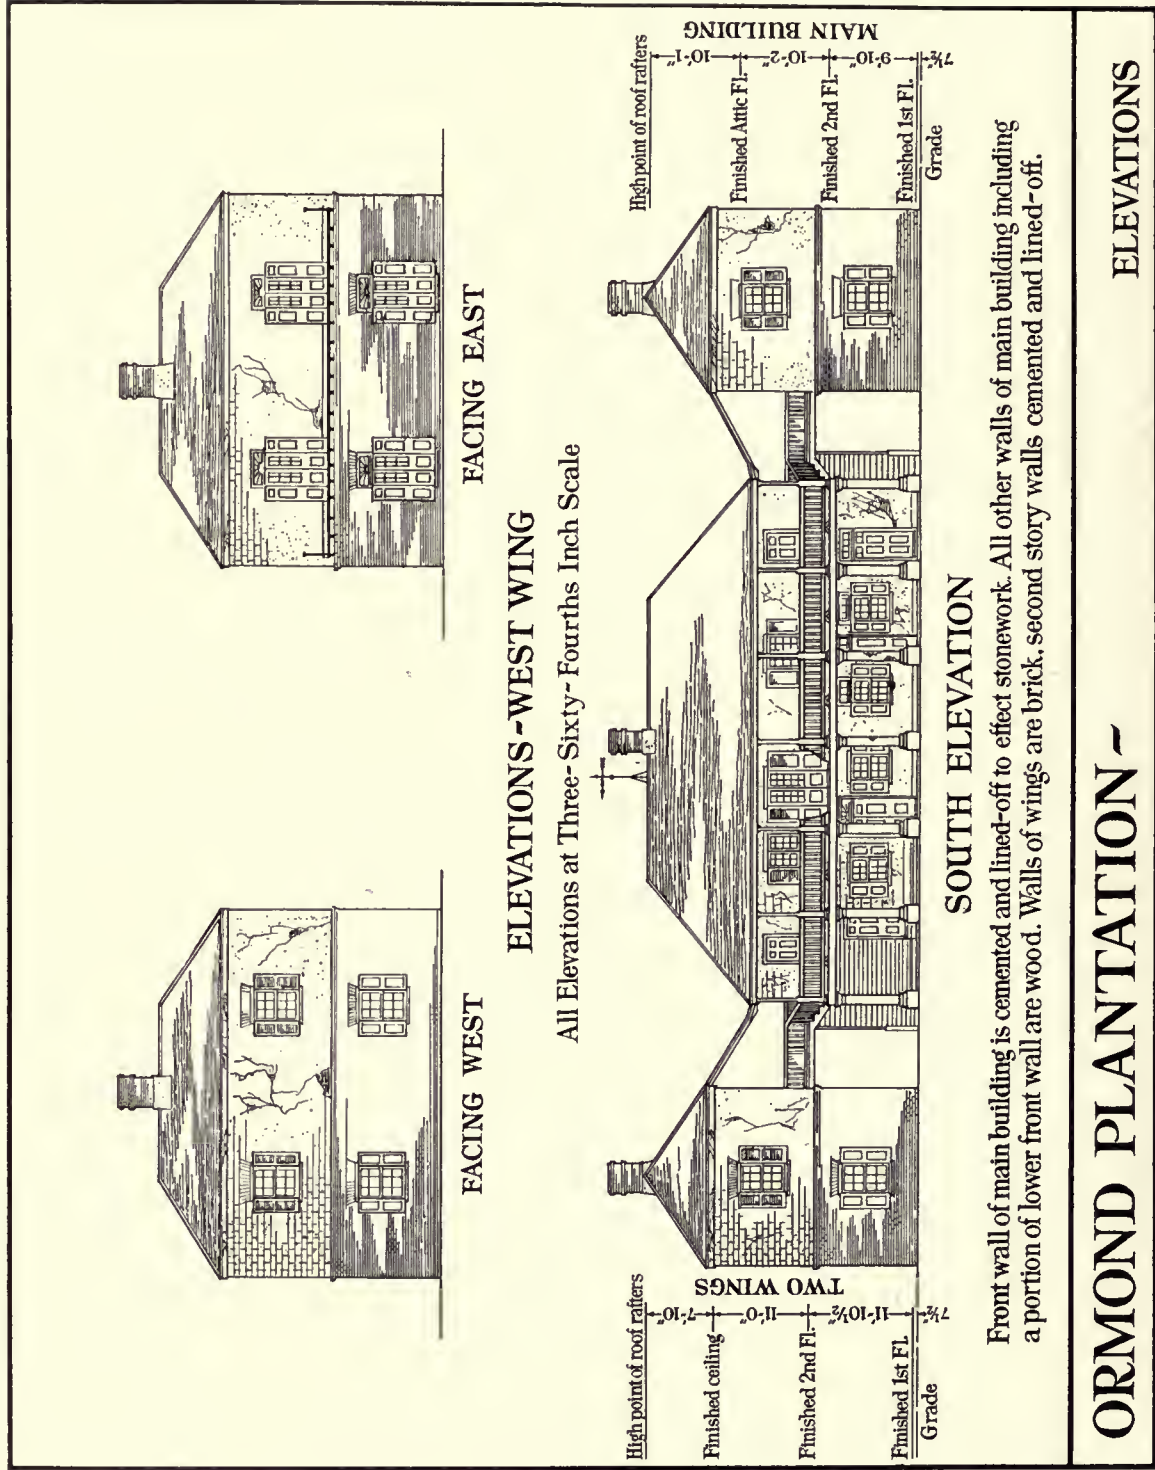 FACING WEST
FACING EAST
ELEVATIONS~WEST WING
All Elevations at Three-Sixty-Fourths Inch Scale
High point of roof rafters
7'-10"
Finished ceiling
11'-0"
Finished 2nd Fl.
11'-10½"
Finished 1st Fl.
7½"
Grade
TWO WINGS
High point of roof rafters
10'-1"
Finished Attic Fl.
10'-2"
Finished 2nd Fl.
9'-10"
Finished 1st Fl.
7½"
Grade
MAIN BUILDING
SOUTH ELEVATION
Front wall of main building is cemented and lined-off to effect stonework. All other walls of main building including
a portion of lower front wall are wood. Walls of wings are brick, second story walls cemented and lined-off.
ORMOND PLANTATION~
ELEVATIONS